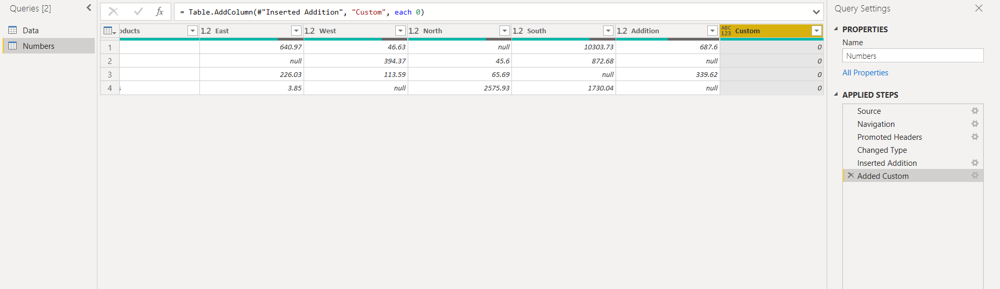 Queries [2]
Data
Numbers
fx
= Table.AddColumn(#"Inserted Addition", "Custom", each 0)
oducts 1.2 East 1.2 West 1.2 North 1.2 South 1.2 Addition ABC 123 Custom
1 640.97 46.63 null 10303.73 687.6 0
2 null 394.37 45.6 872.68 null 0
3 226.03 113.59 65.69 null 339.62 0
4 s 3.85 null 2575.93 1730.04 null 0
Query Settings
PROPERTIES
Name
Numbers
All Properties
APPLIED STEPS
Source
Navigation
Promoted Headers
Changed Type
Inserted Addition
Added Custom